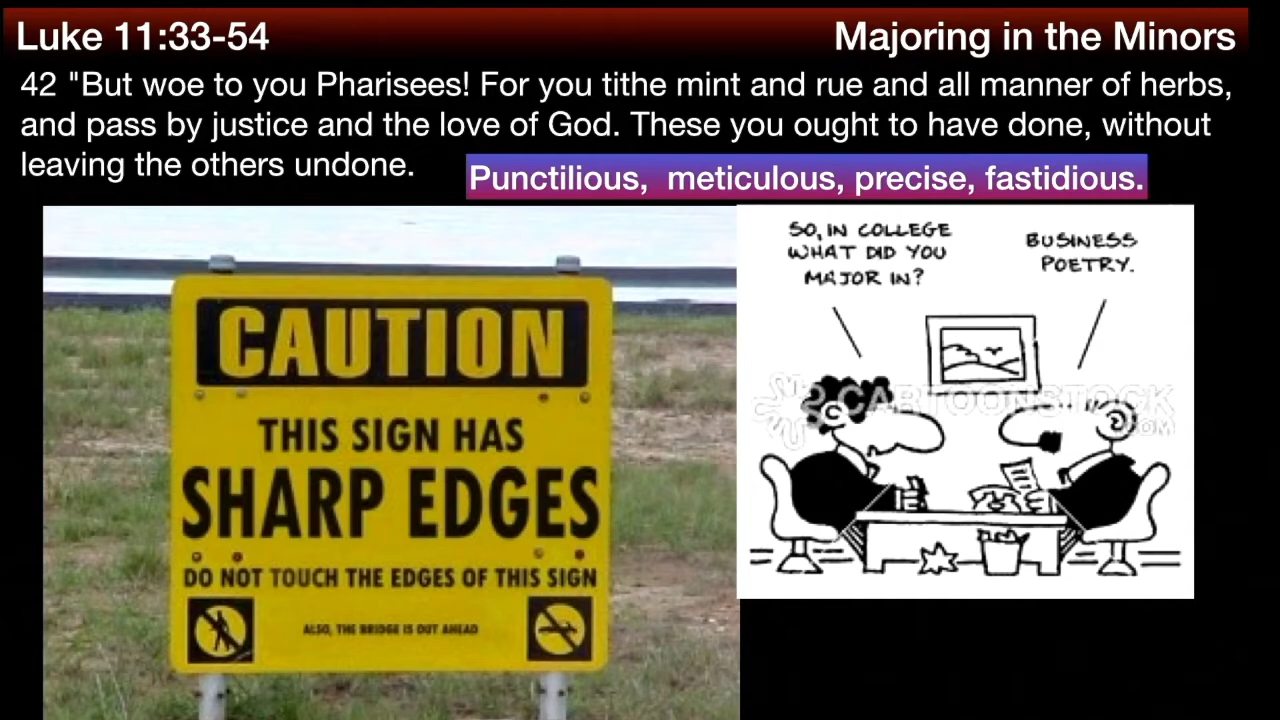 Luke 11:33-54
Majoring in the Minors
42 "But woe to you Pharisees! For you tithe mint and rue and all manner of herbs,
and pass by justice and the love of God. These you ought to have done, without
leaving the others undone.
Punctilious,  meticulous, precise, fastidious.
CAUTION
THIS SIGN HAS
SHARP EDGES
DO NOT TOUCH THE EDGES OF THIS SIGN
ALSO, THE BRIDGE IS OUT AHEAD
SO, IN COLLEGE
WHAT DID YOU
MAJOR IN?
BUSINESS
POETRY.
CARTOONSTOCK
.COM